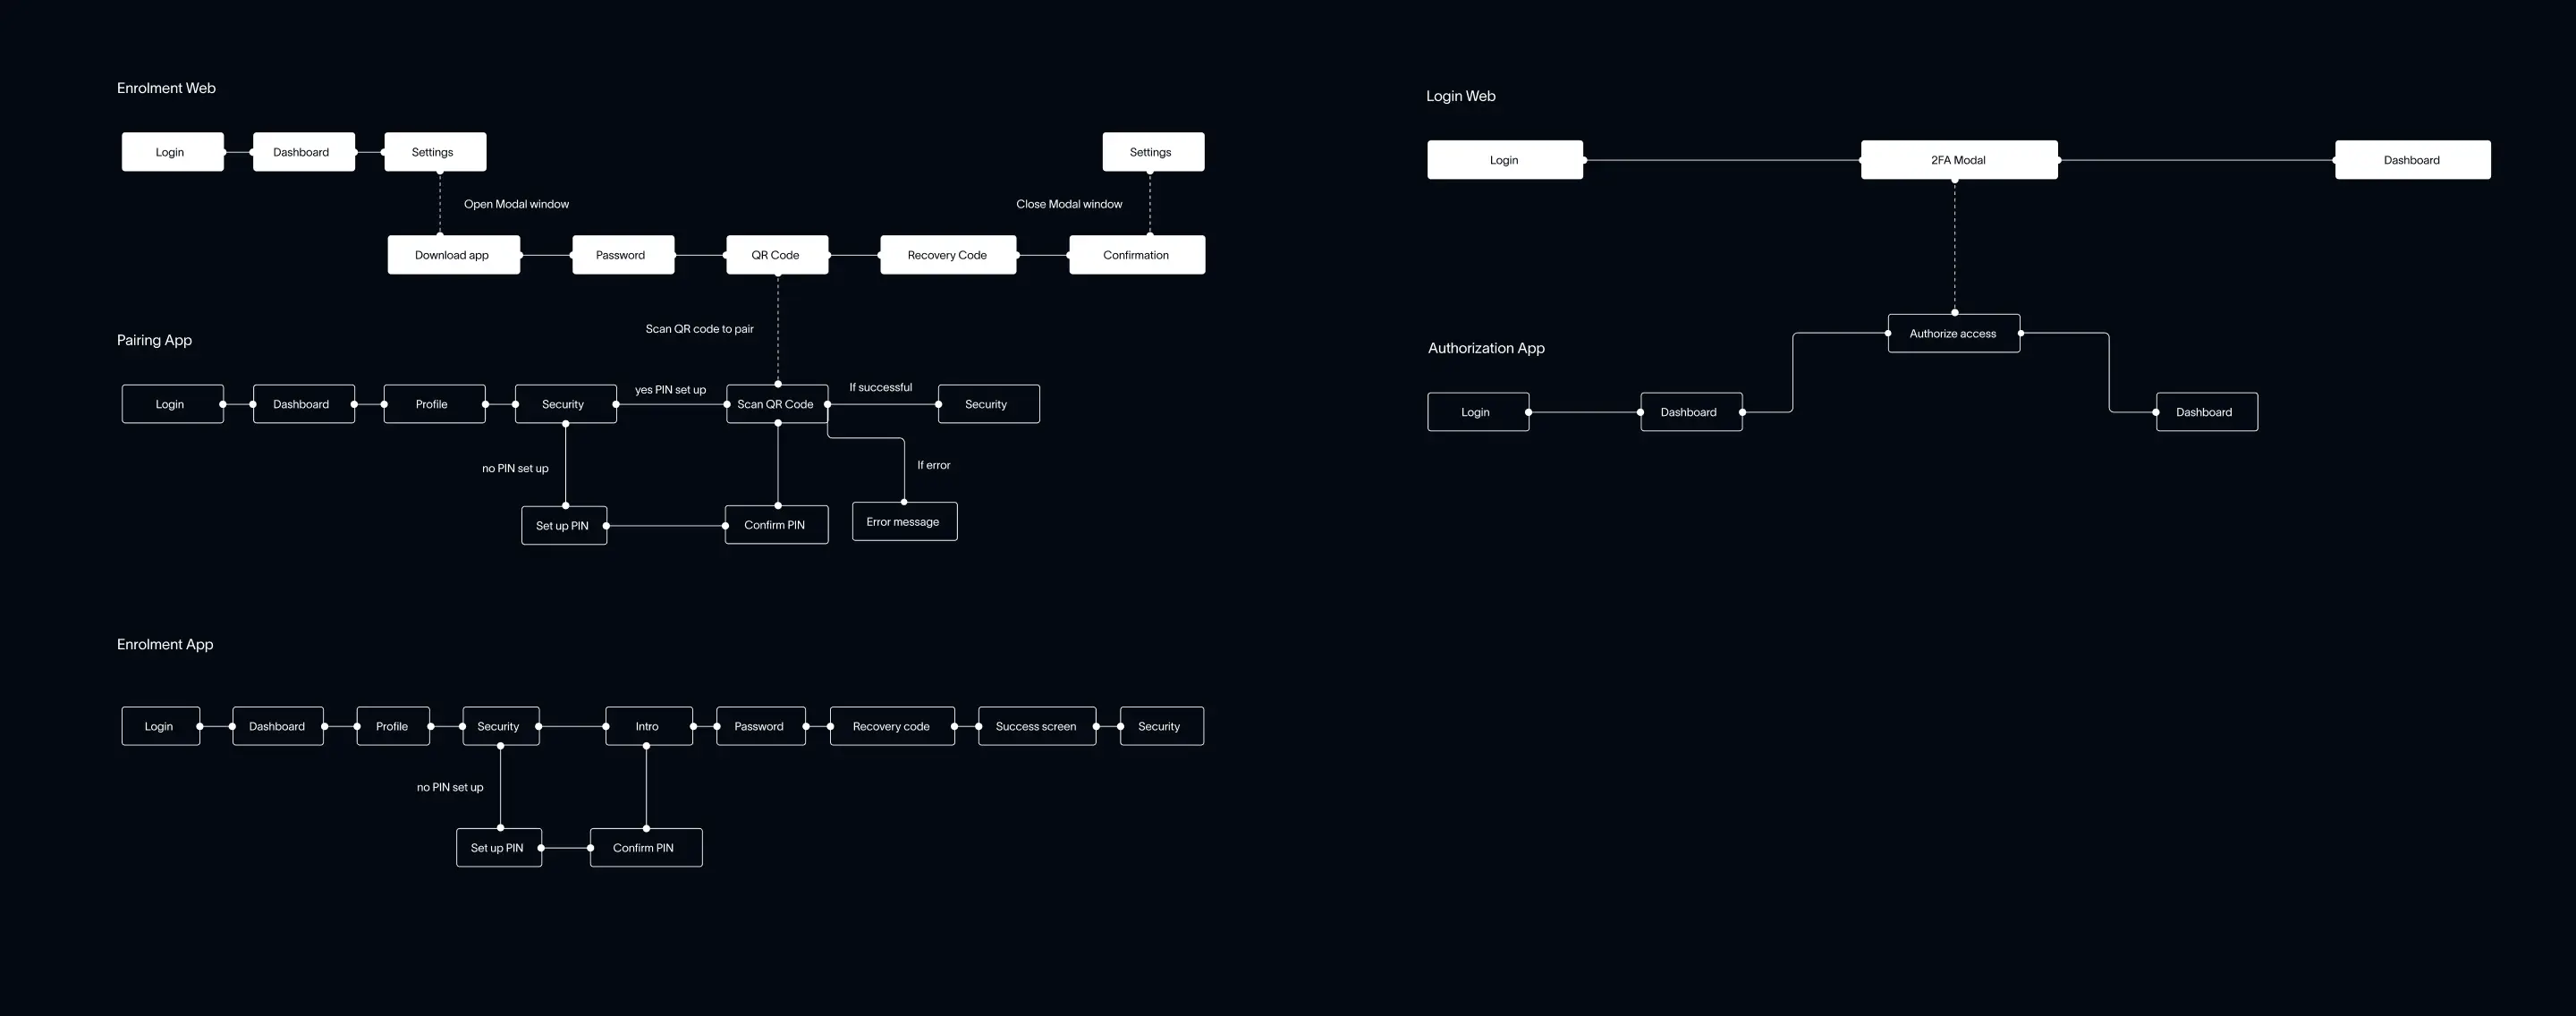 Enrolment Web
Login
Dashboard
Settings
Settings
Open Modal window
Close Modal window
Download app
Password
QR Code
Recovery Code
Confirmation
Scan QR code to pair
Pairing App
Login
Dashboard
Profile
Security
yes PIN set up
Scan QR Code
If successful
Security
no PIN set up
If error
Set up PIN
Confirm PIN
Error message
Enrolment App
Login
Dashboard
Profile
Security
Intro
Password
Recovery code
Success screen
Security
no PIN set up
Set up PIN
Confirm PIN
Login Web
Login
2FA Modal
Dashboard
Authorize access
Authorization App
Login
Dashboard
Dashboard